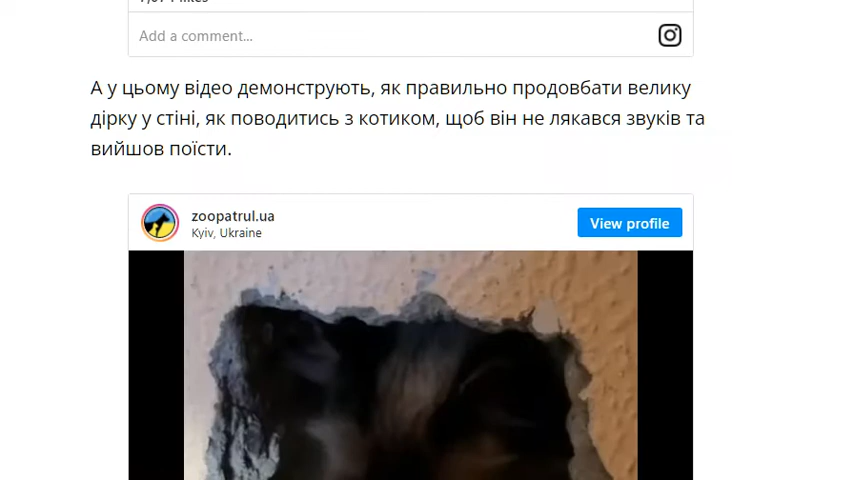 Add a comment...
А у цьому відео демонструють, як правильно продовбати велику
дірку у стіні, як поводитись з котиком, щоб він не лякався звуків та
вийшов поїсти.
zoopatrul.ua
Kyiv, Ukraine
View profile